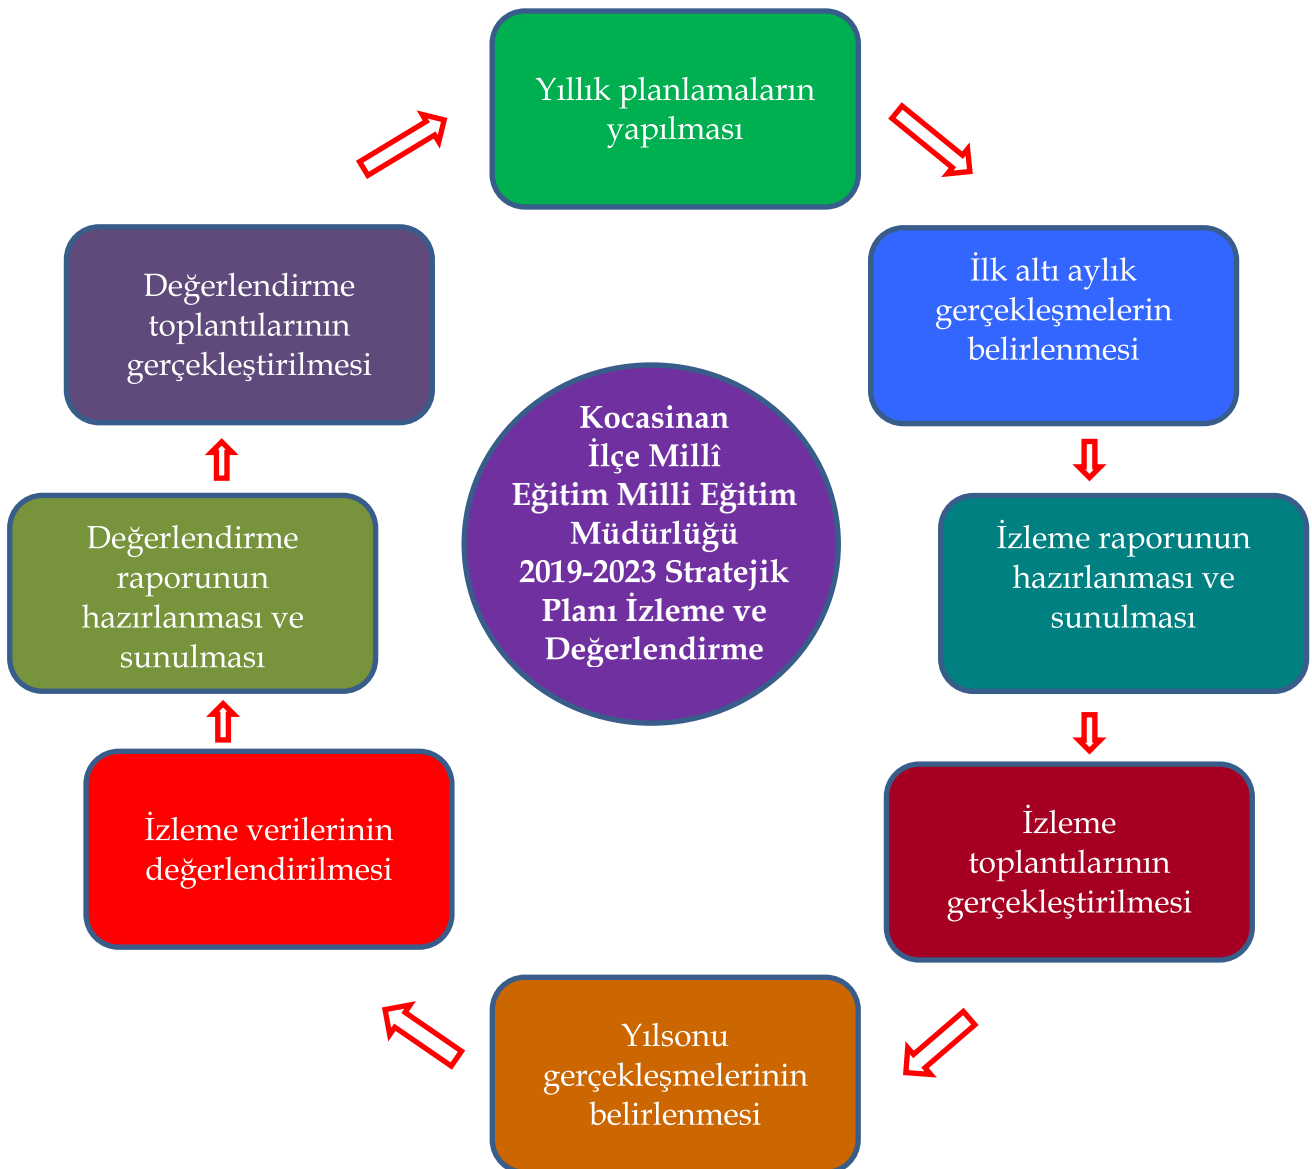 Yıllık planlamaların
yapılması
İlk altı aylık
gerçekleşmelerin
belirlenmesi
İzleme raporunun
hazırlanması ve
sunulması
İzleme
toplantılarının
gerçekleştirilmesi
Yılsonu
gerçekleşmelerinin
belirlenmesi
İzleme verilerinin
değerlendirilmesi
Değerlendirme
raporunun
hazırlanması ve
sunulması
Değerlendirme
toplantılarının
gerçekleştirilmesi
Kocasinan
İlçe Millî
Eğitim Milli Eğitim
Müdürlüğü
2019-2023 Stratejik
Planı İzleme ve
Değerlendirme